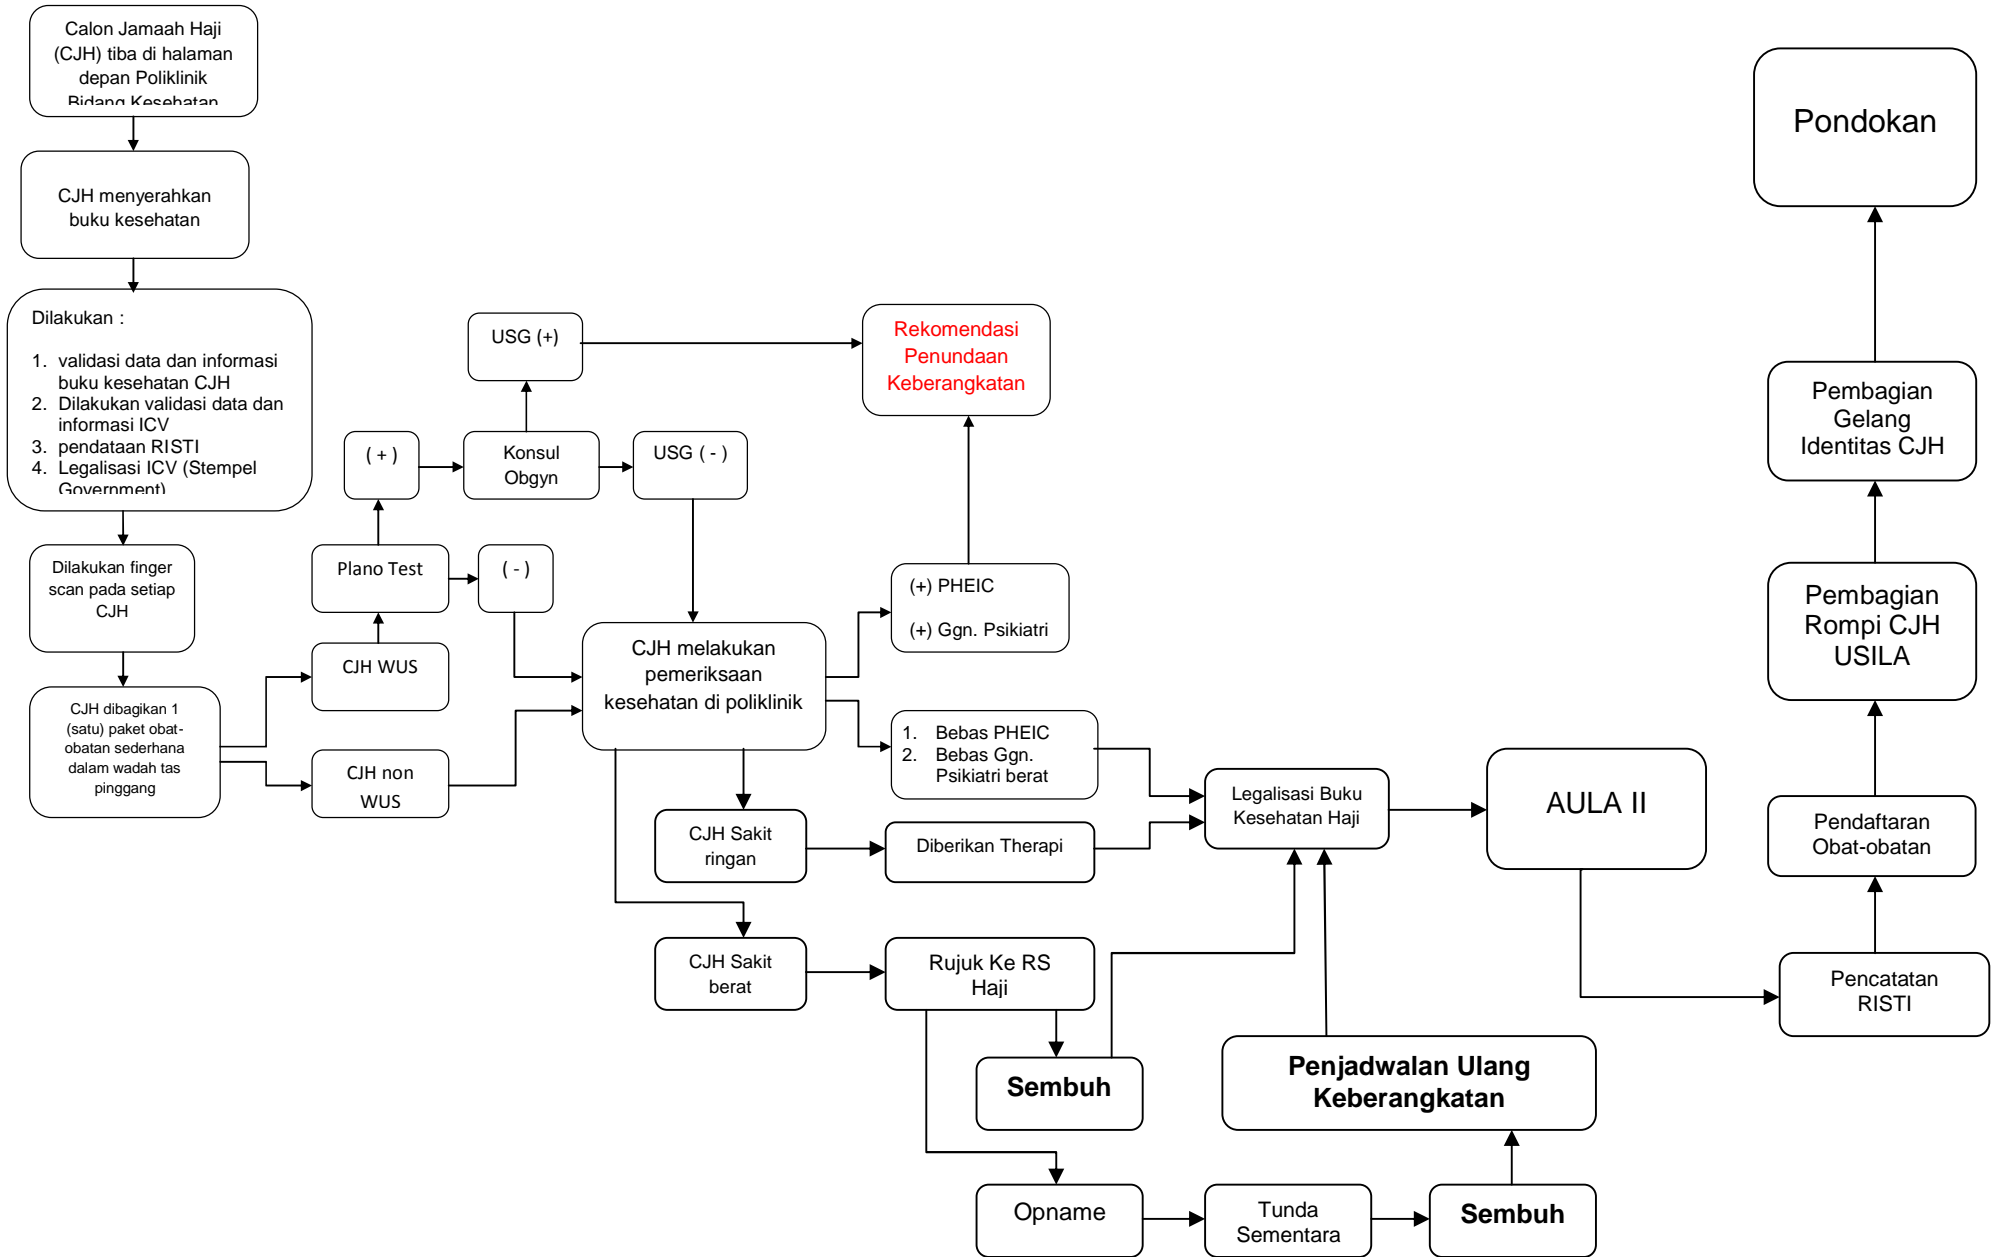 Calon Jamaah Haji
(CJH) tiba di halaman
depan Poliklinik
Bidang Kesehatan
CJH menyerahkan
buku kesehatan
Dilakukan :
1. validasi data dan informasi
buku kesehatan CJH
2. Dilakukan validasi data dan
informasi ICV
3. pendataan RISTI
4. Legalisasi ICV (Stempel
Government)
Dilakukan finger
scan pada setiap
CJH
CJH dibagikan 1
(satu) paket obat-
obatan sederhana
dalam wadah tas
pinggang
CJH WUS
CJH non
WUS
Plano Test
( + )
( - )
Konsul
Obgyn
USG (+)
USG ( - )
Rekomendasi
Penundaan
Keberangkatan
(+) PHEIC
(+) Ggn. Psikiatri
CJH melakukan
pemeriksaan
kesehatan di poliklinik
1. Bebas PHEIC
2. Bebas Ggn.
Psikiatri berat
CJH Sakit
ringan
Diberikan Therapi
CJH Sakit
berat
Rujuk Ke RS
Haji
Sembuh
Opname
Tunda
Sementara
Sembuh
Penjadwalan Ulang
Keberangkatan
Legalisasi Buku
Kesehatan Haji
AULA II
Pencatatan
RISTI
Pendaftaran
Obat-obatan
Pembagian
Rompi CJH
USILA
Pembagian
Gelang
Identitas CJH
Pondokan